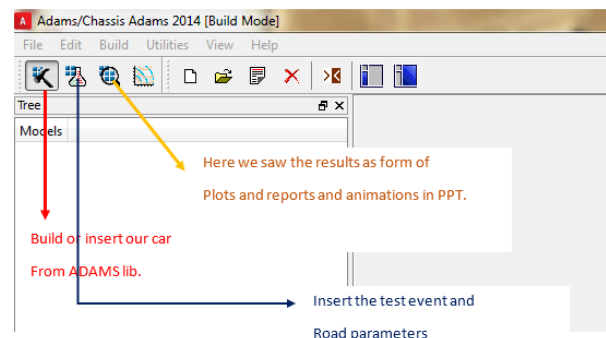 Adams/Chassis Adams 2014 [Build Mode]
File Edit Build Utilities View Help
Tree
Models
Here we saw the results as form of
Plots and reports and animations in PPT.
Build or insert our car
From ADAMS lib.
Insert the test event and
Road parameters